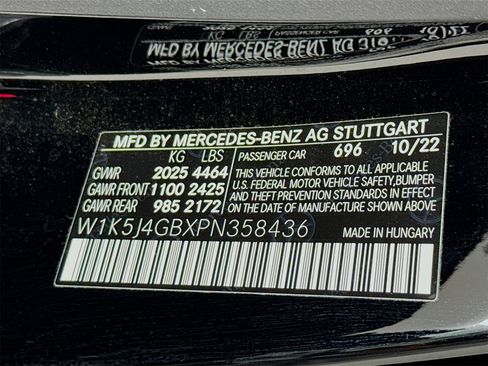 MFD BY MERCEDES-BENZ AG STUTTGART
KG LBS PASSENGER CAR 696 10/22
GVWR 2025 4464
GAWR FRONT 1100 2425
GAWR REAR 985 2172
THIS VEHICLE CONFORMS TO ALL APPLICABLE
U.S. FEDERAL MOTOR VEHICLE SAFETY, BUMPER
AND THEFT PREVENTION STANDARDS IN EFFECT
ON THE DATE OF MANUFACTURE SHOWN ABOVE.
W1K5J4GBXPN358436
MADE IN HUNGARY